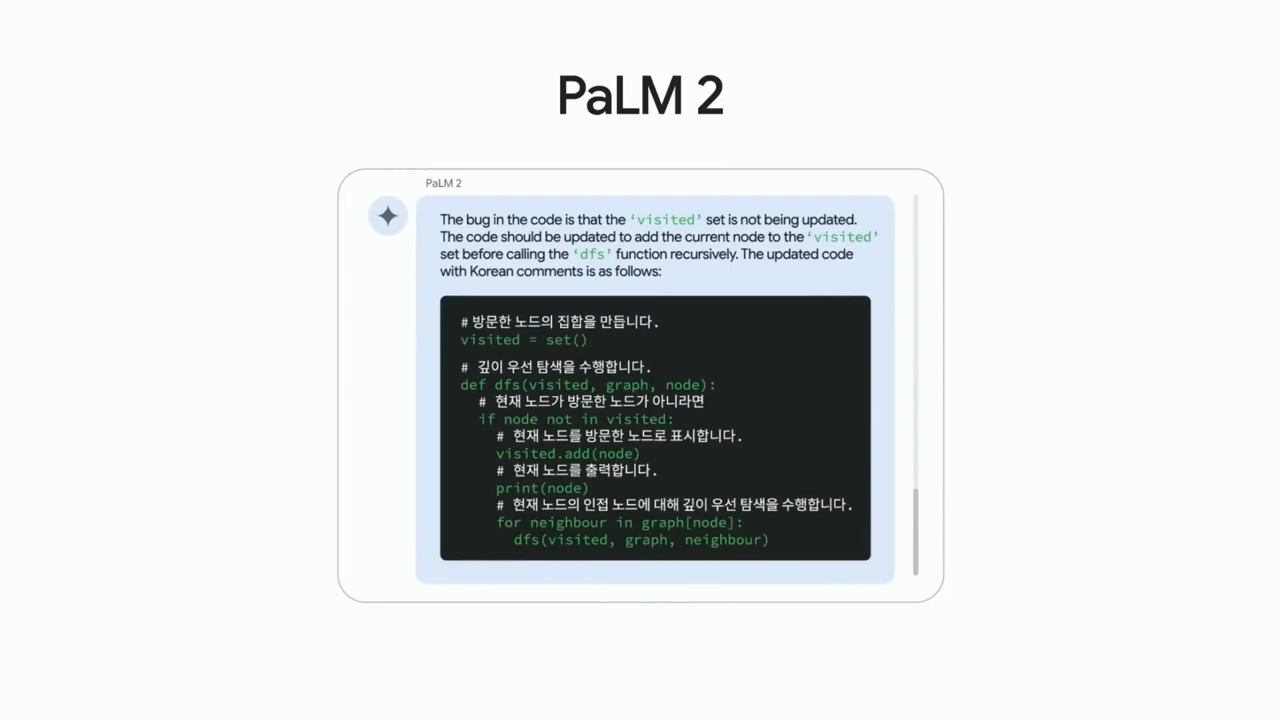 PaLM 2
PaLM 2
The bug in the code is that the ‘visited’ set is not being updated.
The code should be updated to add the current node to the ‘visited’
set before calling the ‘dfs’ function recursively. The updated code
with Korean comments is as follows:
# 방문한 노드의 집합을 만듭니다.
visited = set()
# 깊이 우선 탐색을 수행합니다.
def dfs(visited, graph, node):
# 현재 노드가 방문한 노드가 아니라면
if node not in visited:
# 현재 노드를 방문한 노드로 표시합니다.
visited.add(node)
# 현재 노드를 출력합니다.
print(node)
# 현재 노드의 인접 노드에 대해 깊이 우선 탐색을 수행합니다.
for neighbour in graph[node]:
dfs(visited, graph, neighbour)